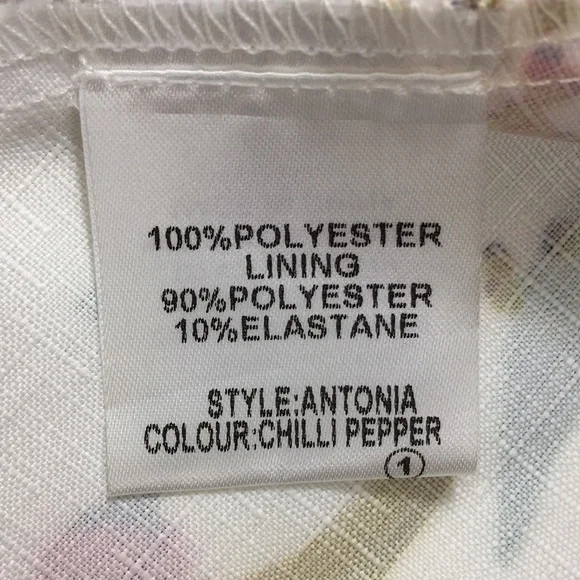 100%POLYESTER
LINING
90%POLYESTER
10%ELASTANE
STYLE:ANTONIA
COLOUR:CHILLI PEPPER
1